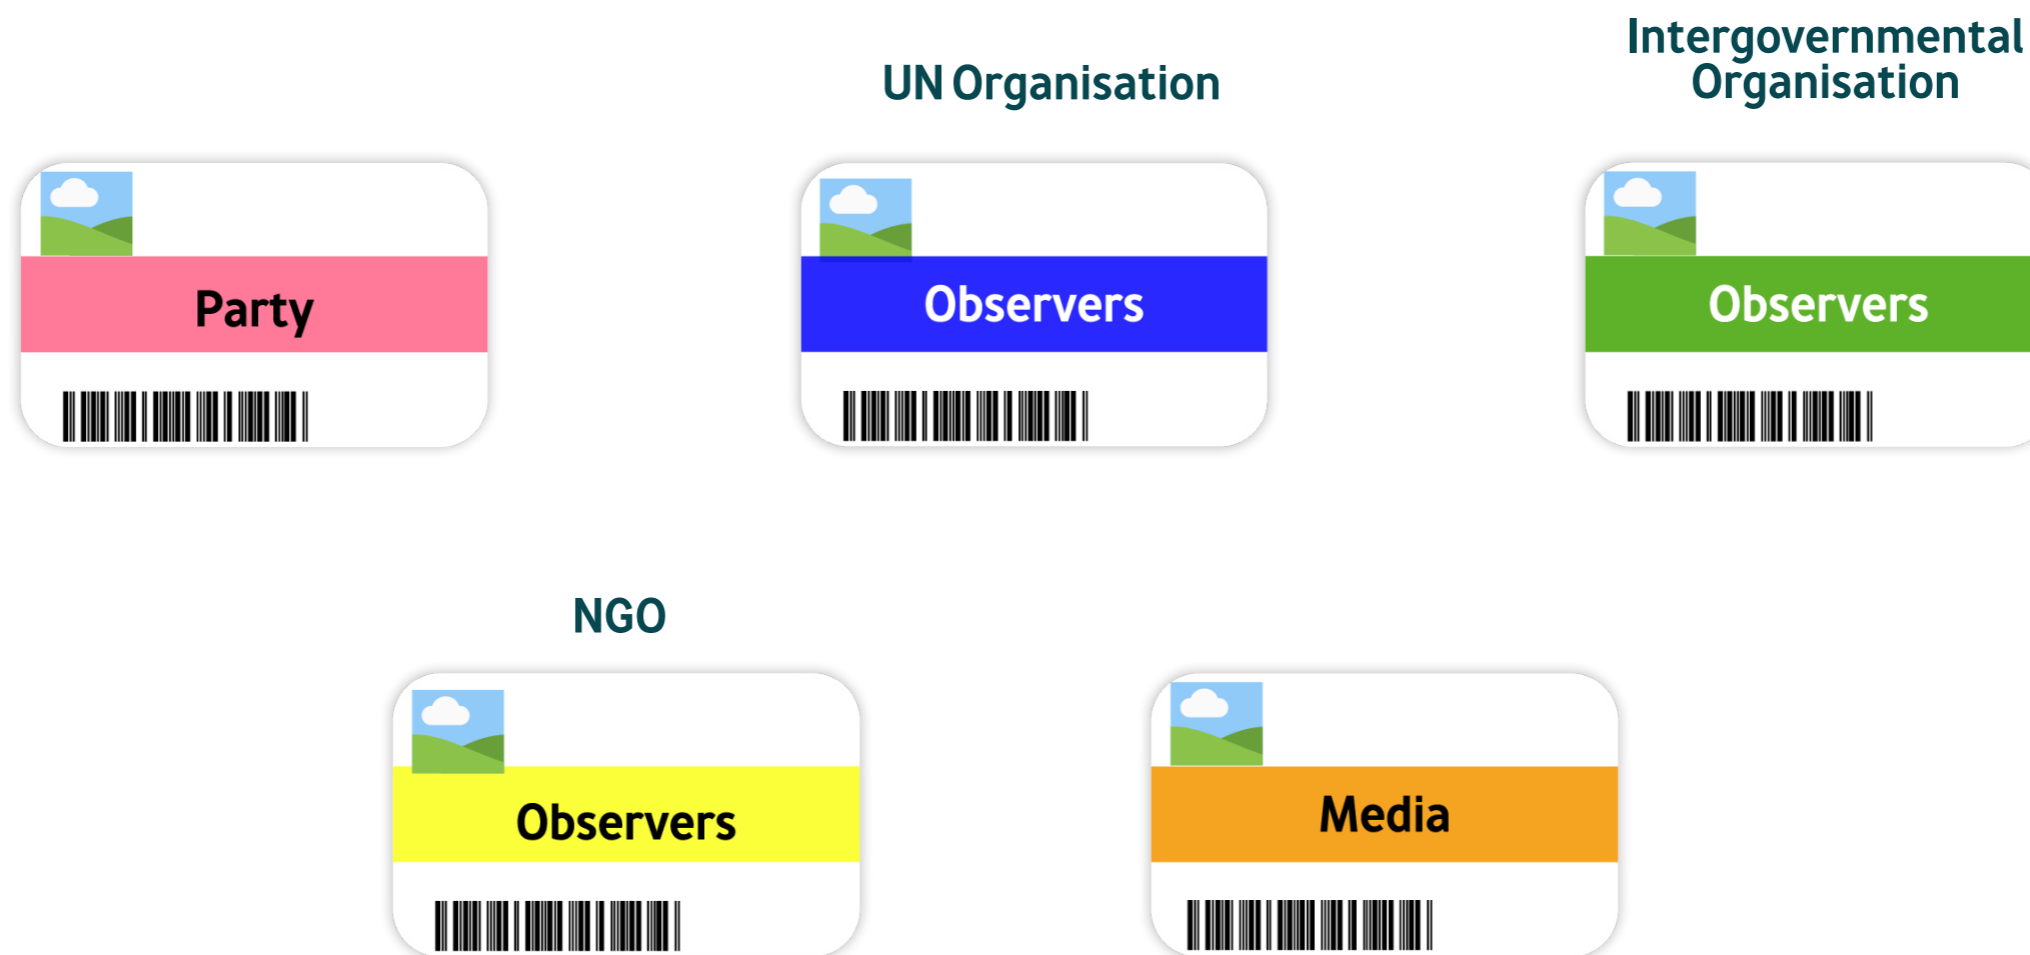 UN Organisation
Intergovernmental
Organisation
Party
Observers
Observers
NGO
Observers
Media